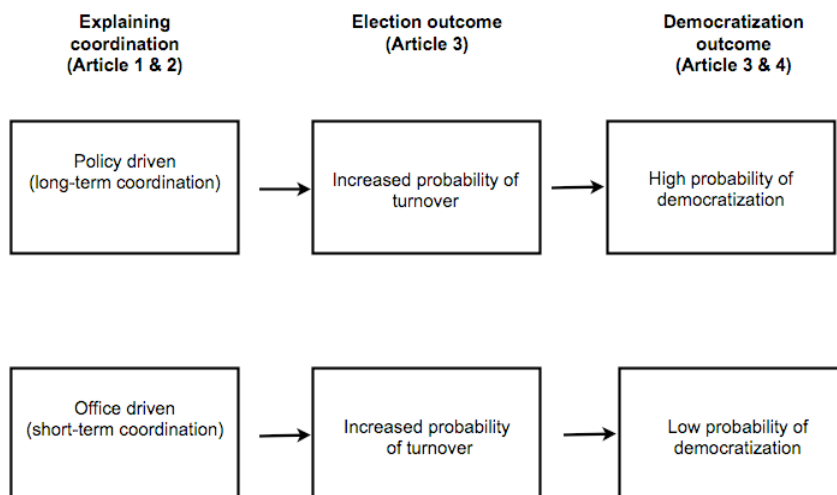 Explaining
coordination
(Article 1 & 2)
Election outcome
(Article 3)
Democratization
outcome
(Article 3 & 4)
Policy driven
(long-term coordination)
Increased probability of
turnover
High probability of
democratization
Office driven
(short-term coordination)
Increased probability
of turnover
Low probability of
democratization